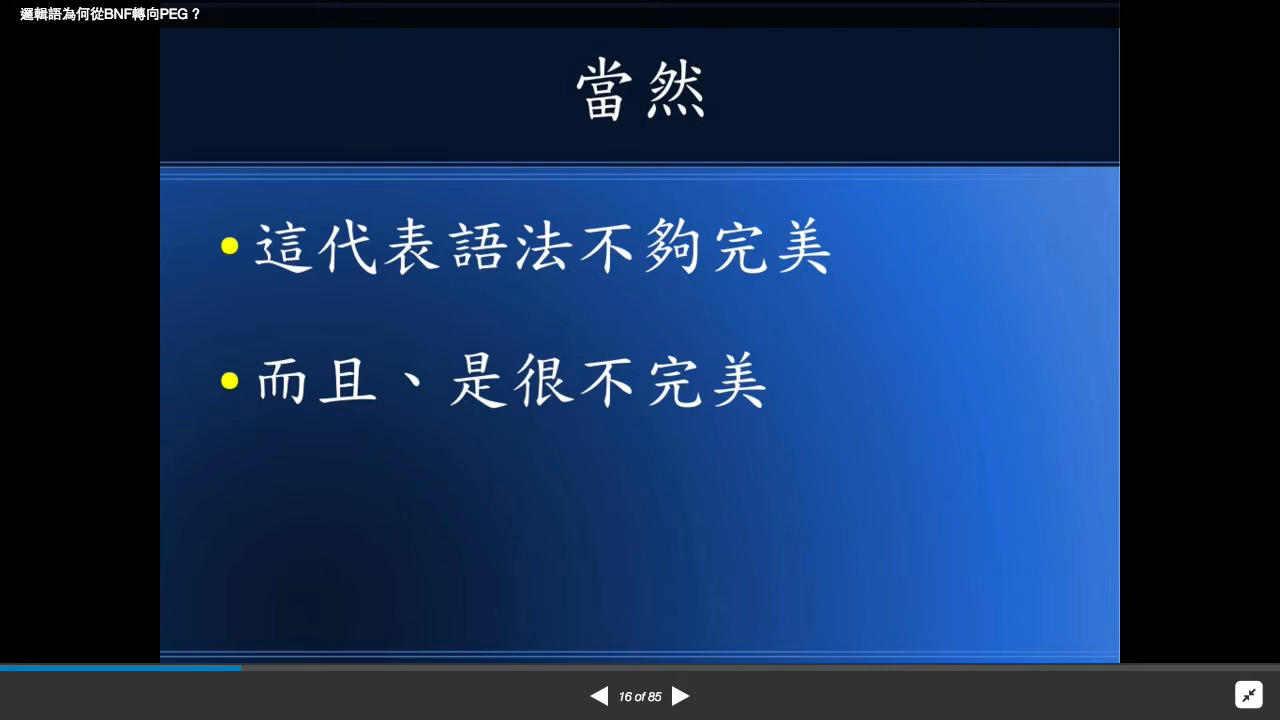 邏輯語為何從BNF轉向PEG？
當然
• 這代表語法不夠完美
• 而且、是很不完美
16 of 85